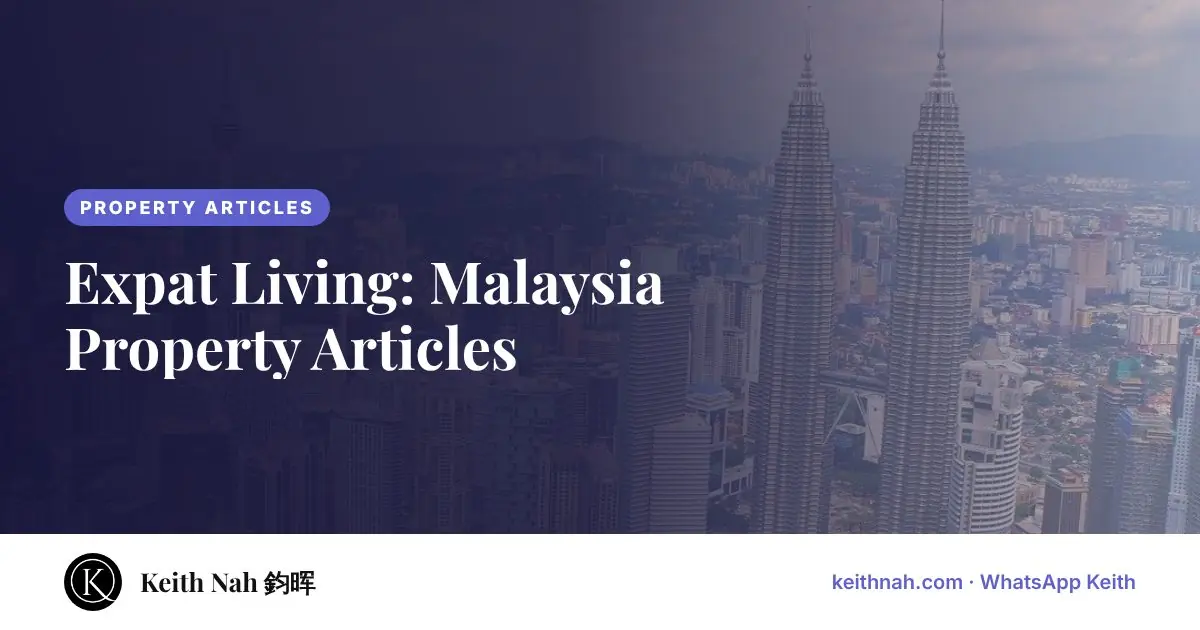 PROPERTY ARTICLES
Expat Living: Malaysia
Property Articles
K
Keith Nah 鈞晖
keithnah.com · WhatsApp Keith